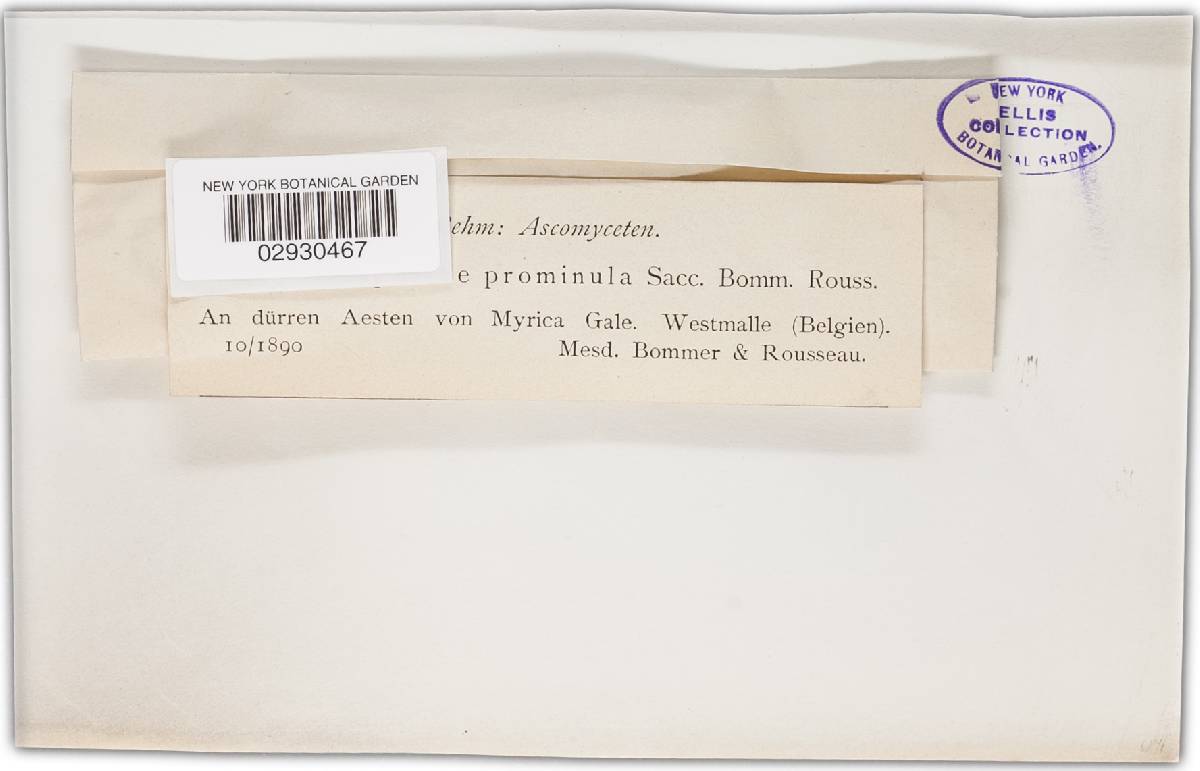 NEW YORK
ELLIS
COLLECTION
BOTANICAL GARDEN.
NEW YORK BOTANICAL GARDEN
02930467
ehm: Ascomyceten.
e prominula Sacc. Bomm. Rouss.
An dürren Aesten von Myrica Gale. Westmalle (Belgien).
10/1890 Mesd. Bommer & Rousseau.